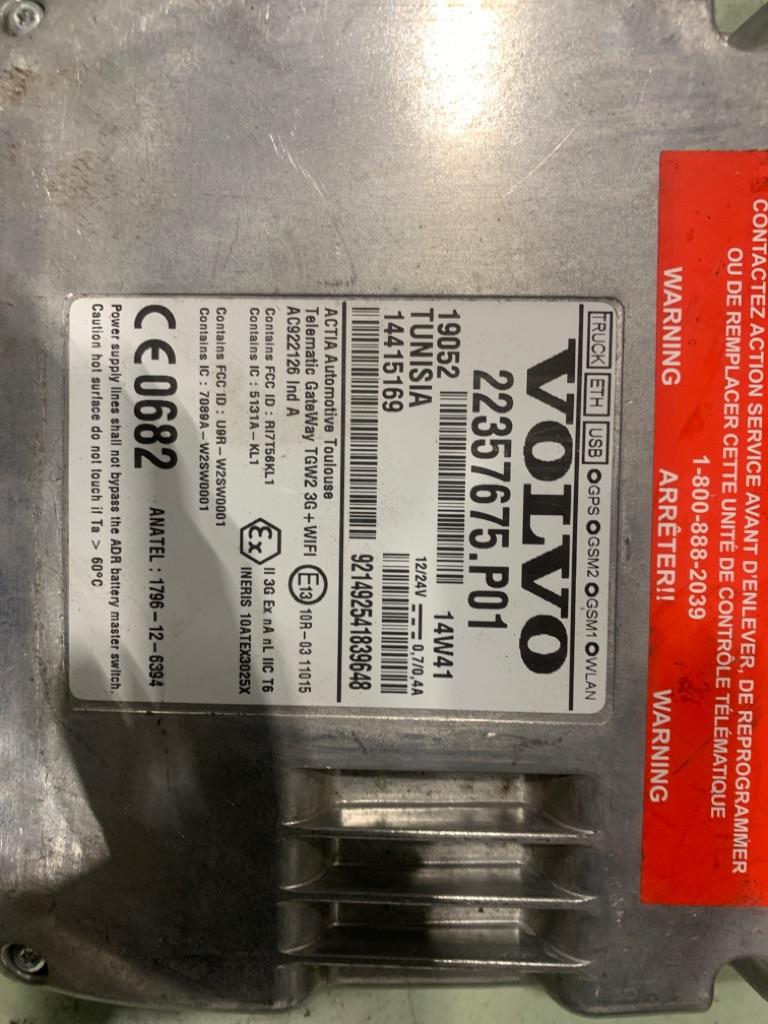 CONTACTEZ ACTION SERVICE AVANT D'ENLEVER, DE REPROGRAMMER
OU DE REMPLACER CETTE UNITÉ DE CONTRÔLE TÉLÉMATIQUE
1-800-888-2039
WARNING ARRÊTER!! WARNING
TRUCK ETH USB GPS GSM2 GSM1 WLAN
VOLVO
22357675.P01
19052 14W41
TUNISIA 12/24V 0,7/0,4A
14415169
921492541839648
ACTIA Automotive Toulouse
Telematic GateWay TGW2 3G+WIFI
AC922126 Ind A
E13 10R-03 11015
Contains FCC ID : RI7T56KL1
Contains IC : 5131A-KL1
Ex II 3G Ex nA nL IIC T6
INERIS 10ATEX3025X
Contains FCC ID : U9R-W2SW0001
Contains IC : 7089A-W2SW0001
CE0682 ANATEL : 1796-12-6394
Power supply lines shall not bypass the ADR battery master switch.
Caution hot surface do not touch if Ta > 60°C